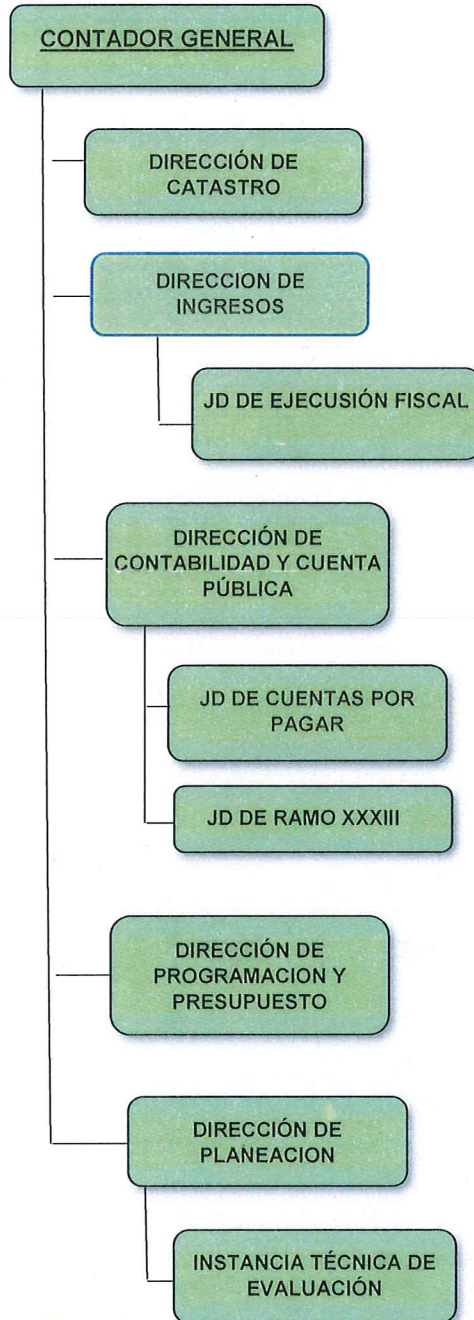 CONTADOR GENERAL
DIRECCIÓN DE
CATASTRO
DIRECCION DE
INGRESOS
JD DE EJECUSIÓN FISCAL
DIRECCIÓN DE
CONTABILIDAD Y CUENTA
PÚBLICA
JD DE CUENTAS POR
PAGAR
JD DE RAMO XXXIII
DIRECCIÓN DE
PROGRAMACION Y
PRESUPUESTO
DIRECCIÓN DE
PLANEACION
INSTANCIA TÉCNICA DE
EVALUACIÓN